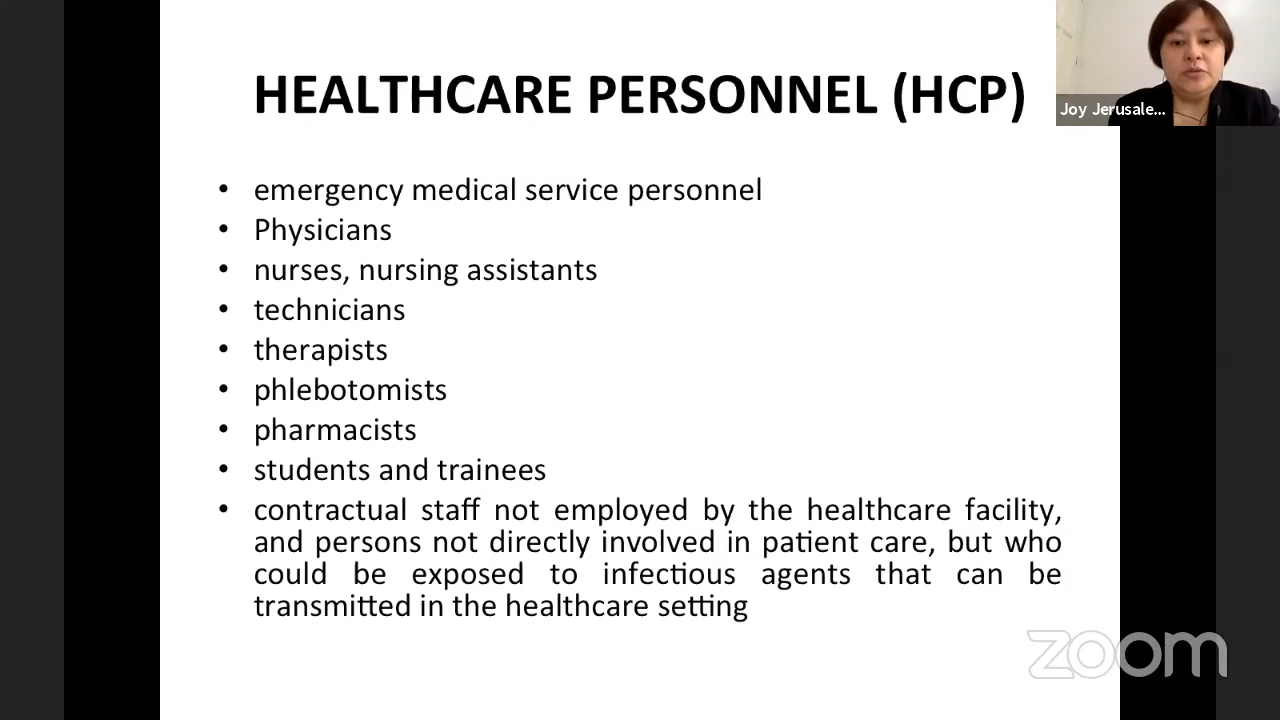 HEALTHCARE PERSONNEL (HCP)
Joy Jerusale...
• emergency medical service personnel
• Physicians
• nurses, nursing assistants
• technicians
• therapists
• phlebotomists
• pharmacists
• students and trainees
• contractual staff not employed by the healthcare facility,
and persons not directly involved in patient care, but who
could be exposed to infectious agents that can be
transmitted in the healthcare setting
zoom